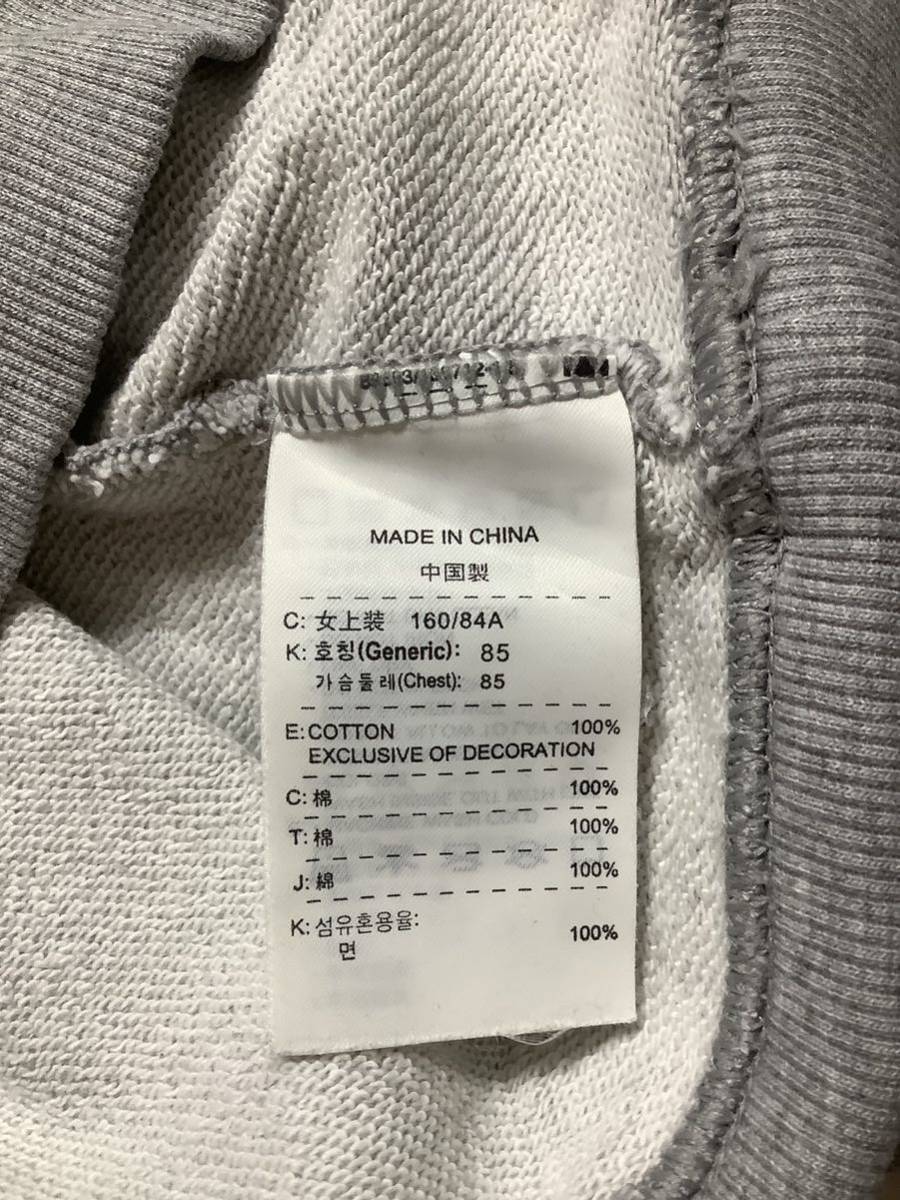 MADE IN CHINA
中国製
C: 女上装 160/84A
K: 호칭(Generic): 85
가슴둘레(Chest): 85
E: COTTON 100%
EXCLUSIVE OF DECORATION
C: 棉 100%
T: 棉 100%
J: 綿 100%
K: 섬유혼용율:
면 100%